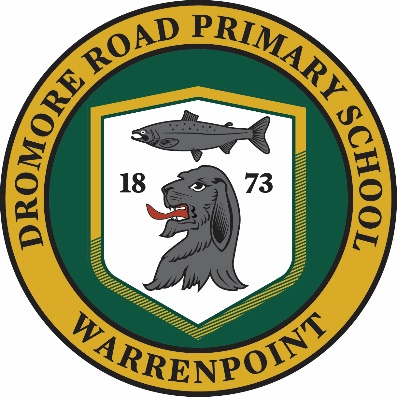 DROMORE ROAD PRIMARY SCHOOL
18 73
WARRENPOINT